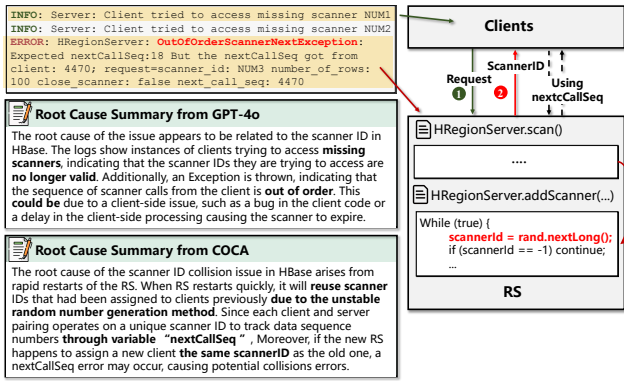 INFO: Server: Client tried to access missing scanner NUM1
INFO: Server: Client tried to access missing scanner NUM2
ERROR: HRegionServer: OutOfOrderScannerNextException:
Expected nextCallSeq:18 But the nextCallSeq got from
client: 4470; request=scanner_id: NUM3 number_of_rows:
100 close_scanner: false next_call_seq: 4470
Root Cause Summary from GPT-4o
The root cause of the issue appears to be related to the scanner ID in
HBase. The logs show instances of clients trying to access missing
scanners, indicating that the scanner IDs they are trying to access are
no longer valid. Additionally, an Exception is thrown, indicating that
the sequence of scanner calls from the client is out of order. This
could be due to a client-side issue, such as a bug in the client code or
a delay in the client-side processing causing the scanner to expire.
Root Cause Summary from COCA
The root cause of the scanner ID collision issue in HBase arises from
rapid restarts of the RS. When RS restarts quickly, it will reuse scanner
IDs that had been assigned to clients previously due to the unstable
random number generation method. Since each client and server
pairing operates on a unique scanner ID to track data sequence
numbers through variable “nextCallSeq ”, Moreover, if the new RS
happens to assign a new client the same scannerID as the old one, a
nextCallSeq error may occur, causing potential collisions errors.
Clients
ScannerID
Request
1
2
Using
nextcCallSeq
HRegionServer.scan()
....
HRegionServer.addScanner(...)
While (true) {
scannerId = rand.nextLong();
if (scannerId == -1) continue;
...
RS